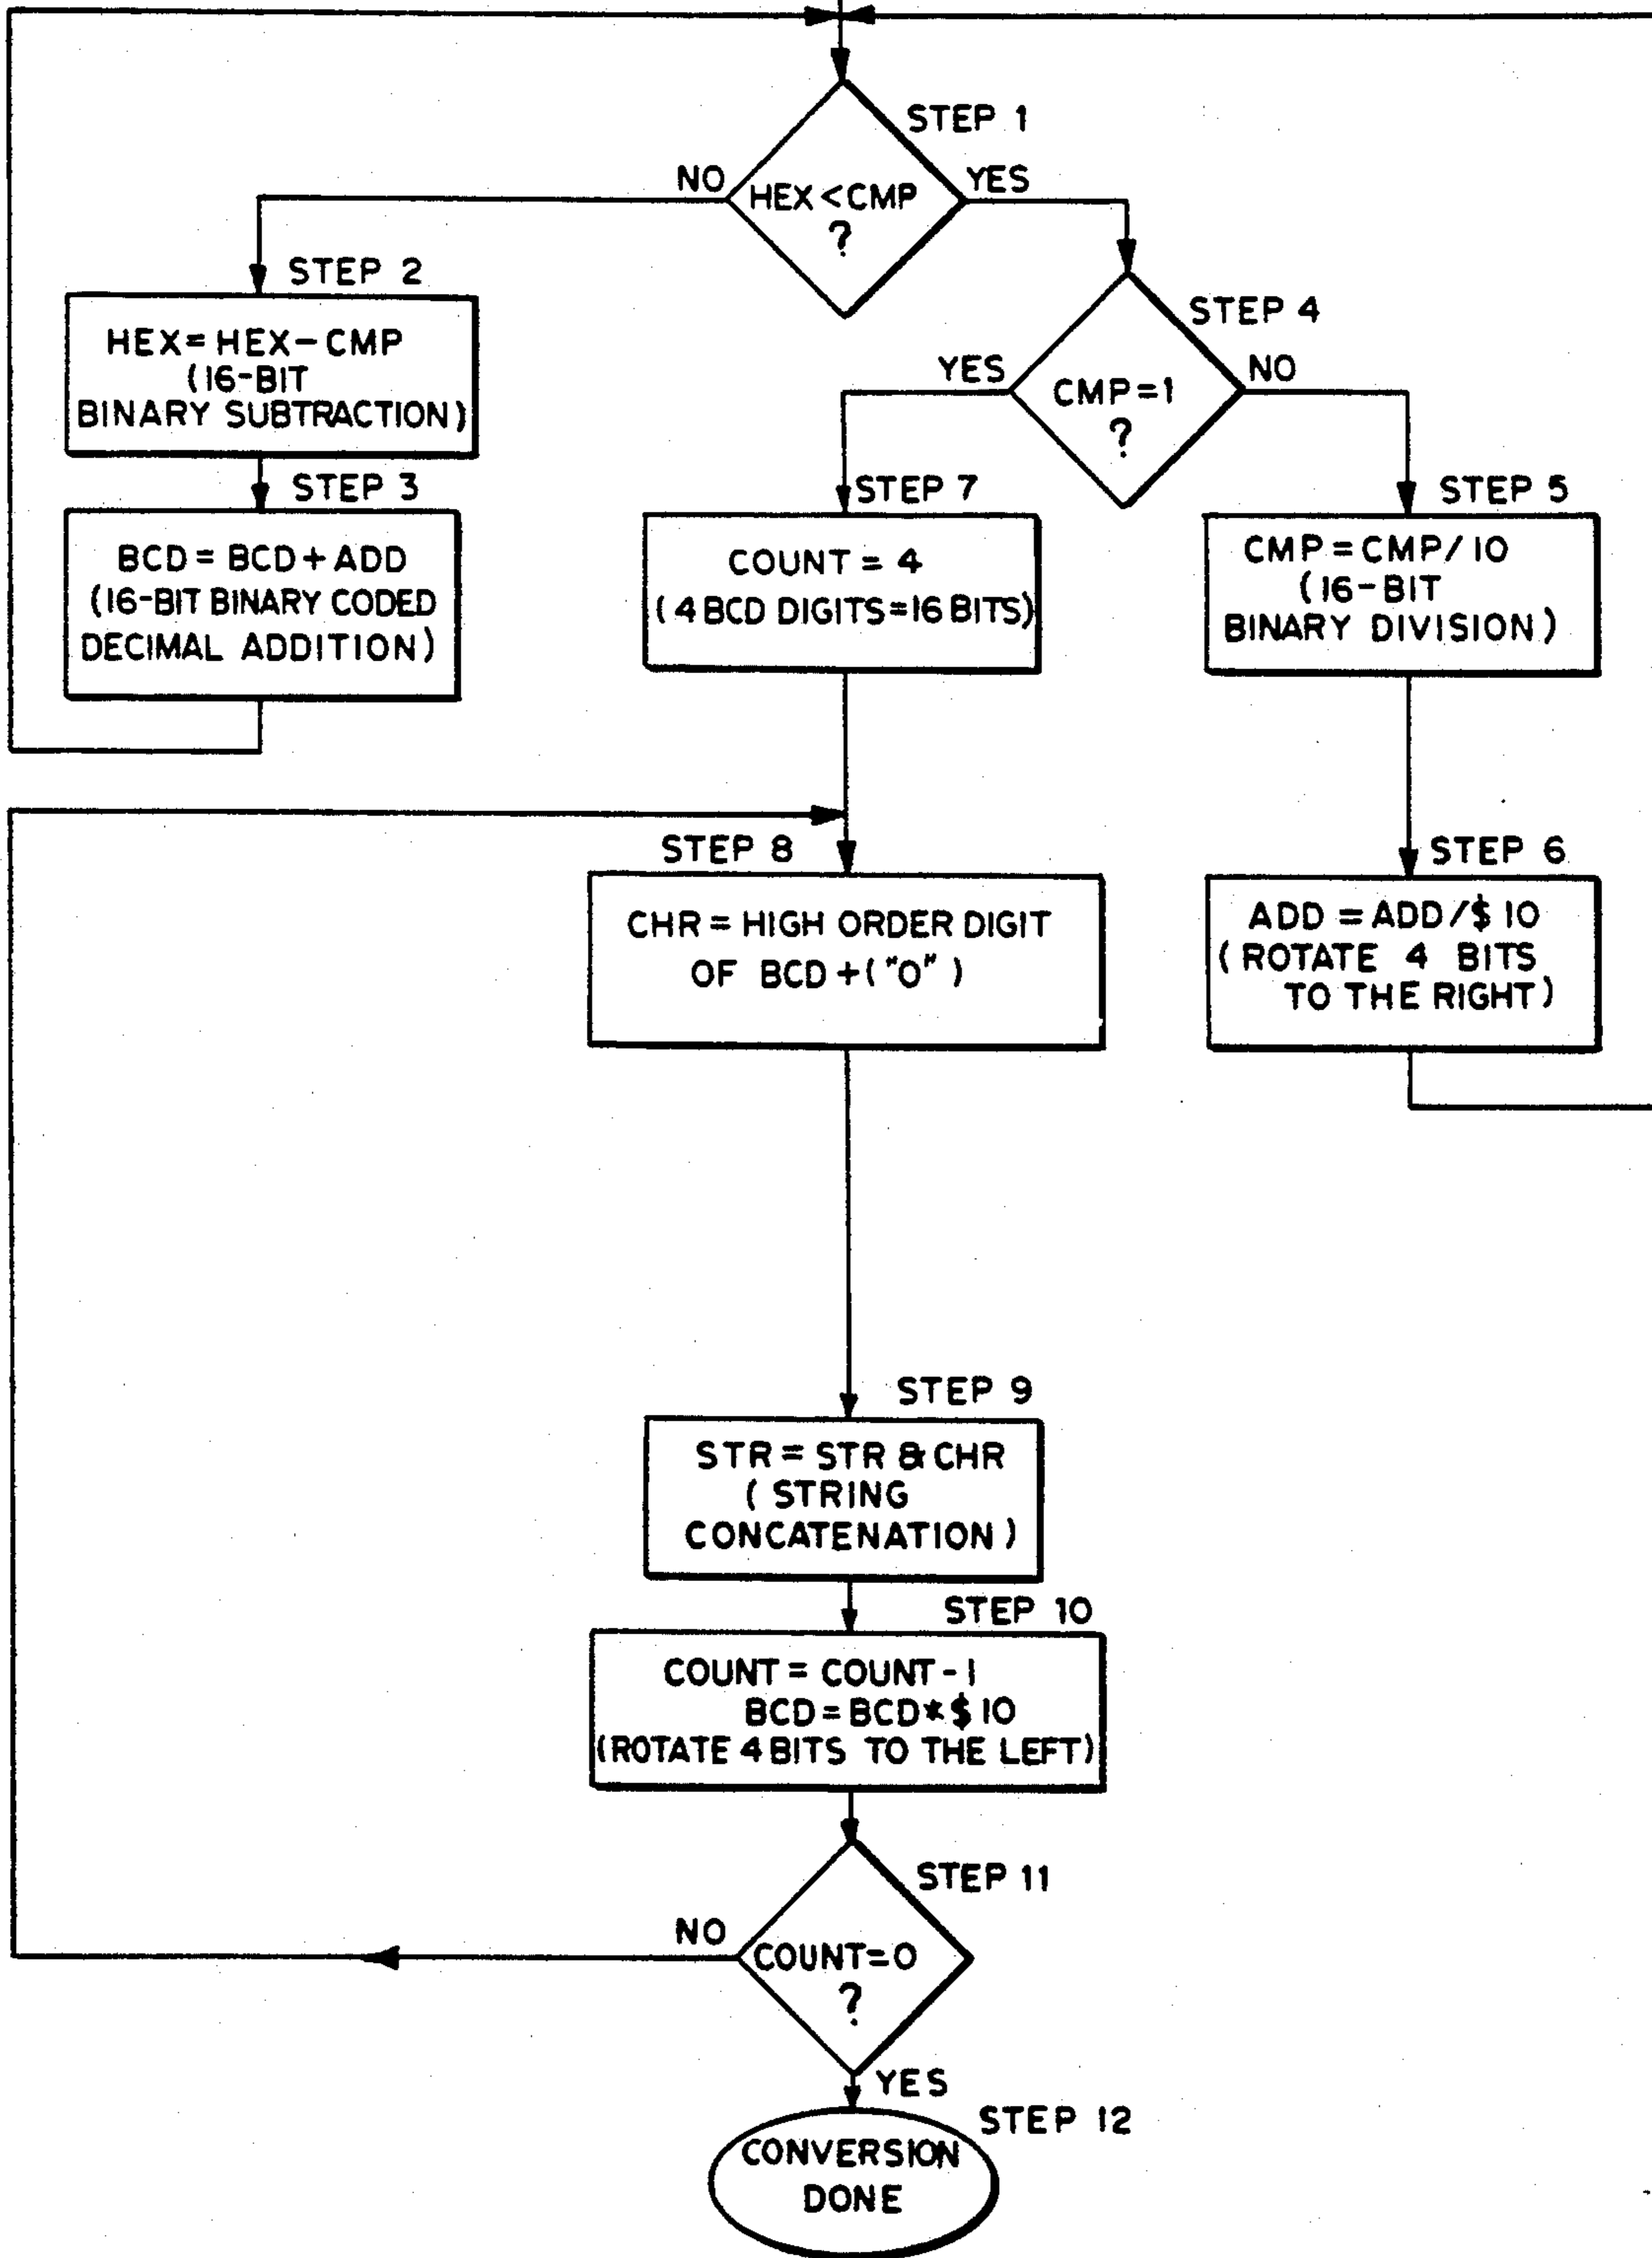 STEP 1
HEX<CMP
?
NO
YES
STEP 2
HEX=HEX-CMP
(16-BIT
BINARY SUBTRACTION)
STEP 3
BCD=BCD+ADD
(16-BIT BINARY CODED
DECIMAL ADDITION)
STEP 4
CMP=1
?
YES
NO
STEP 7
COUNT = 4
(4 BCD DIGITS=16 BITS)
STEP 5
CMP=CMP/10
(16-BIT
BINARY DIVISION)
STEP 8
CHR = HIGH ORDER DIGIT
OF BCD+("0")
STEP 6
ADD=ADD/$10
(ROTATE 4 BITS
TO THE RIGHT)
STEP 9
STR=STR & CHR
(STRING
CONCATENATION)
STEP 10
COUNT = COUNT-1
BCD=BCD*$10
(ROTATE 4 BITS TO THE LEFT)
STEP 11
NO
COUNT=0
?
YES
STEP 12
CONVERSION
DONE